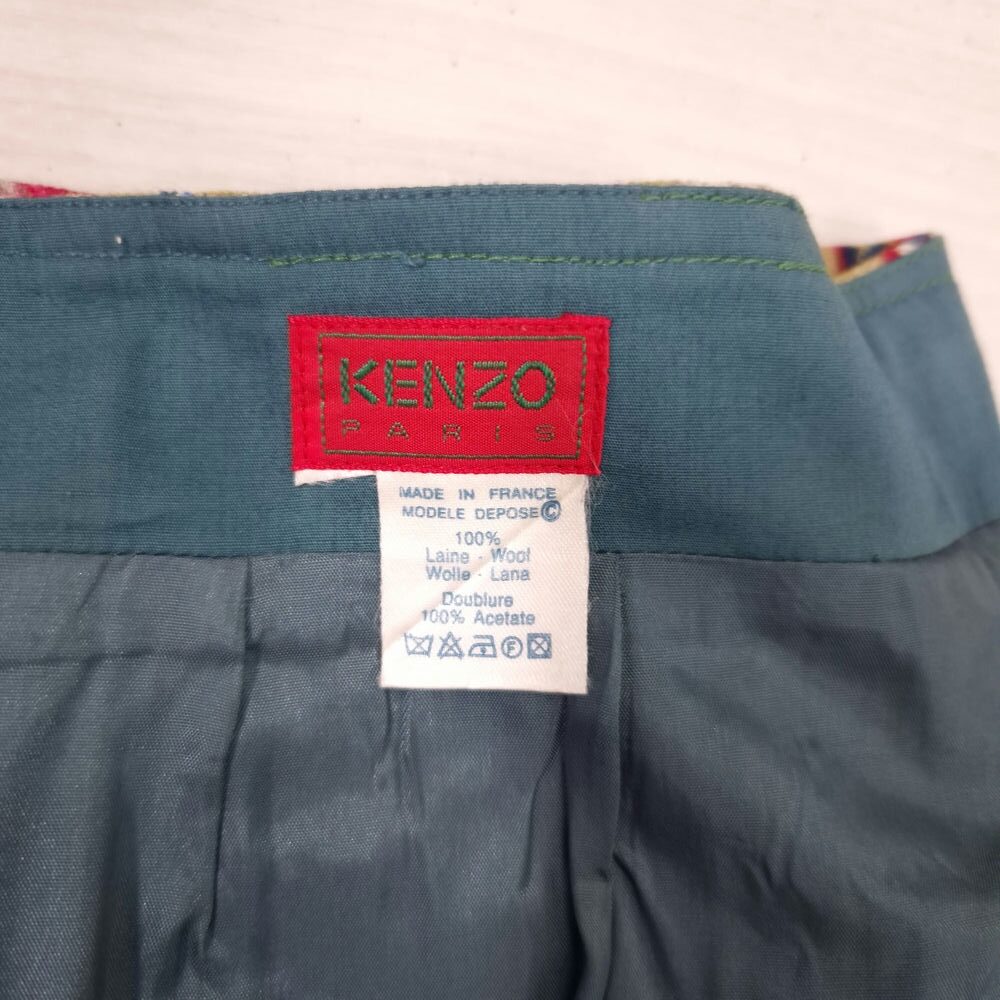 KENZO
PARIS
MADE IN FRANCE
MODELE DEPOSE©
100%
Laine - Wool
Wolle - Lana
Doublure
100% Acetate
F